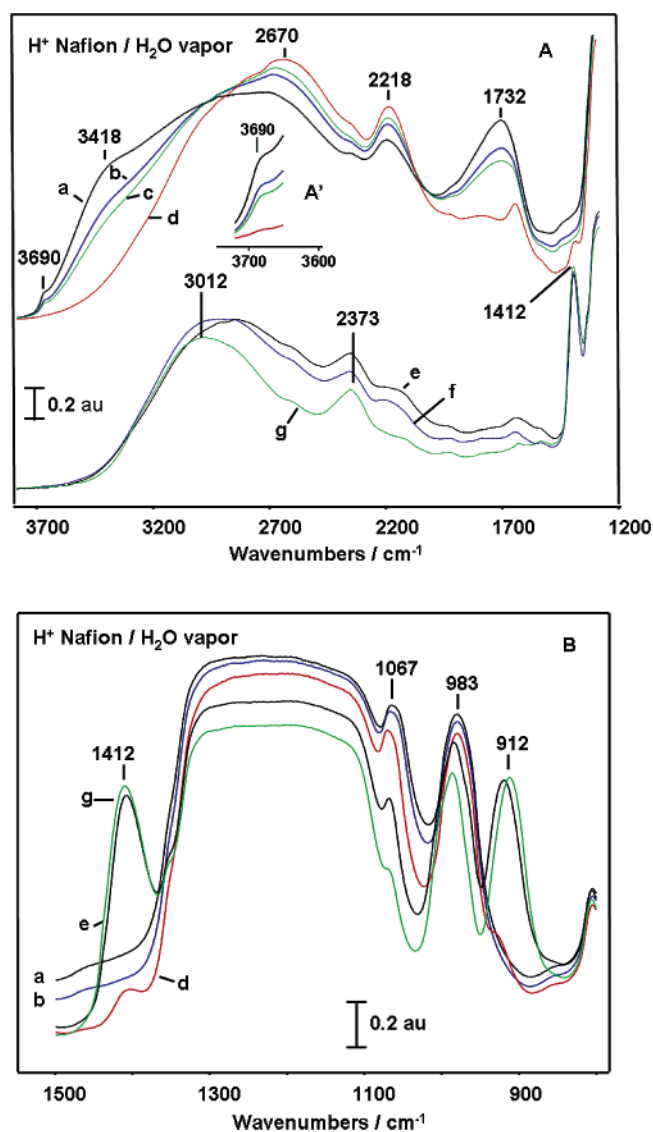 H⁺ Nafion / H₂O vapor
2670
A
2218
1732
3418
3690
b
a
A'
c
d
3690
3700 3600
3012
1412
2373
e
f
0.2 au
g
3700 3200 2700 2200 1700 1200
Wavenumbers / cm⁻¹
H⁺ Nafion / H₂O vapor
B
1067
983
1412
912
g
e
a
b
d
0.2 au
1500 1300 1100 900
Wavenumbers / cm⁻¹